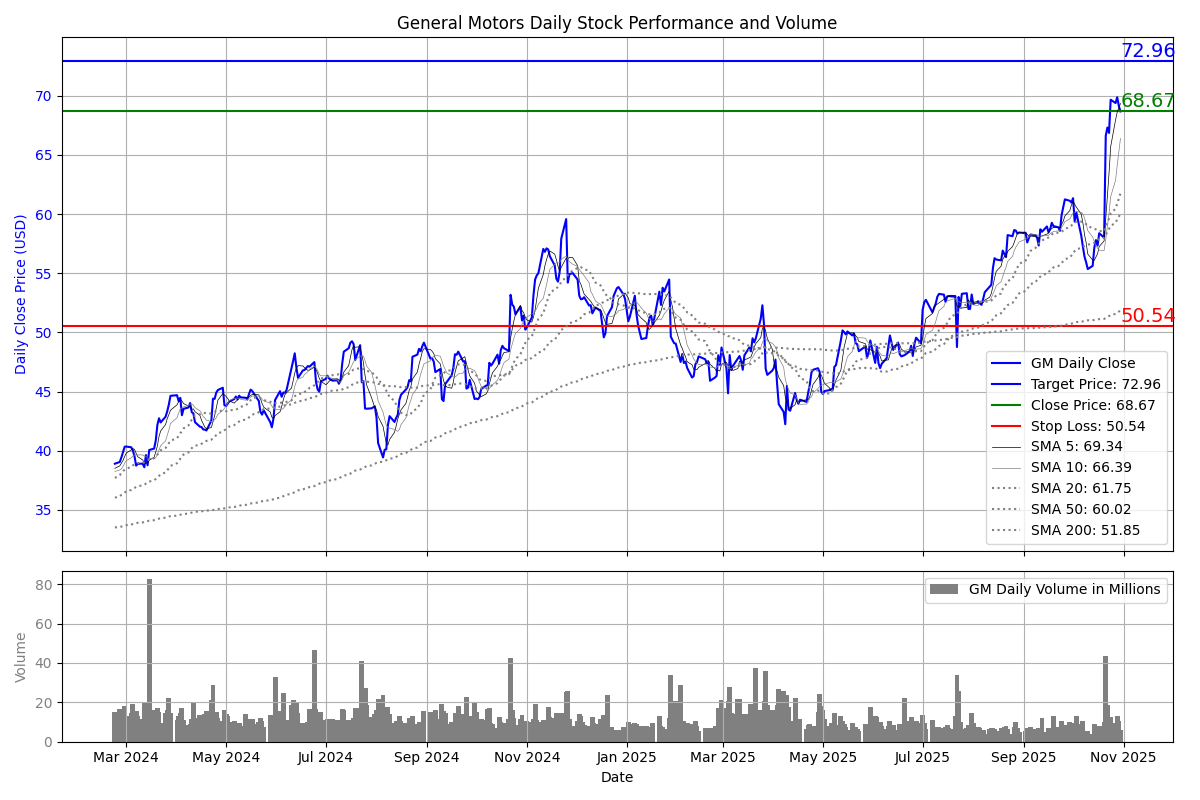 General Motors Daily Stock Performance and Volume
72.96
68.67
50.54
Daily Close Price (USD)
70
65
60
55
50
45
40
35
GM Daily Close
Target Price: 72.96
Close Price: 68.67
Stop Loss: 50.54
SMA 5: 69.34
SMA 10: 66.39
SMA 20: 61.75
SMA 50: 60.02
SMA 200: 51.85
Volume
80
60
40
20
0
GM Daily Volume in Millions
Mar 2024 May 2024 Jul 2024 Sep 2024 Nov 2024 Jan 2025 Mar 2025 May 2025 Jul 2025 Sep 2025 Nov 2025
Date